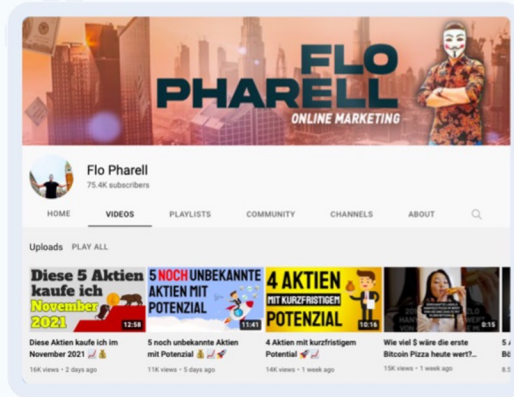 FLO
PHARELL
ONLINE MARKETING
Flo Pharell
75.4K subscribers
HOME VIDEOS PLAYLISTS COMMUNITY CHANNELS ABOUT
Uploads PLAY ALL
Diese 5 Aktien
kaufe ich
November
2021
12:58
5 NOCH UNBEKANNTE
AKTIEN MIT
POTENZIAL
11:41
4 AKTIEN
MIT KURZFRISTIGEM
POTENZIAL
10:16
0:15
Diese Aktien kaufe ich im
November 2021
16K views • 2 days ago
5 noch unbekannte Aktien
mit Potenzial
11K views • 5 days ago
4 Aktien mit kurzfristigem
Potential
14K views • 1 week ago
Wie viel $ wäre die erste
Bitcoin Pizza heute wert?...
15K views • 1 week ago